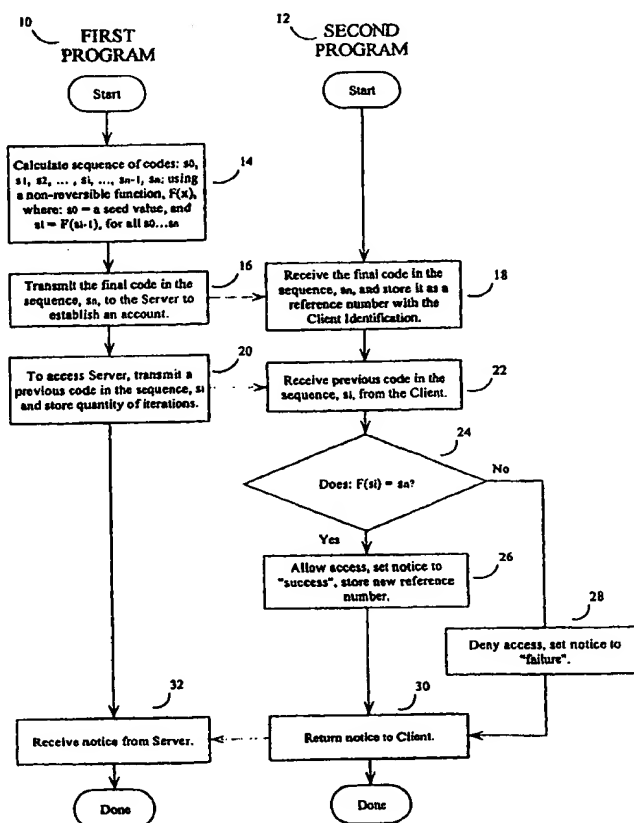 10
FIRST
PROGRAM
12
SECOND
PROGRAM
Start
Start
Calculate sequence of codes: s0,
s1, s2, ... , si, ..., sn-1, sn; using
a non-reversible function, F(x),
where: s0 = a seed value, and
si = F(si-1), for all s0...sn
14
Transmit the final code in the
sequence, sn, to the Server to
establish an account.
16
Receive the final code in the
sequence, sn, and store it as a
reference number with the
Client Identification.
18
To access Server, transmit a
previous code in the sequence, si
and store quantity of iterations.
20
Receive previous code in the
sequence, si, from the Client.
22
24
Does: F(si) = sn?
No
Yes
Allow access, set notice to
"success", store new reference
number.
26
28
Deny access, set notice to
"failure".
32
Receive notice from Server.
30
Return notice to Client.
Done
Done